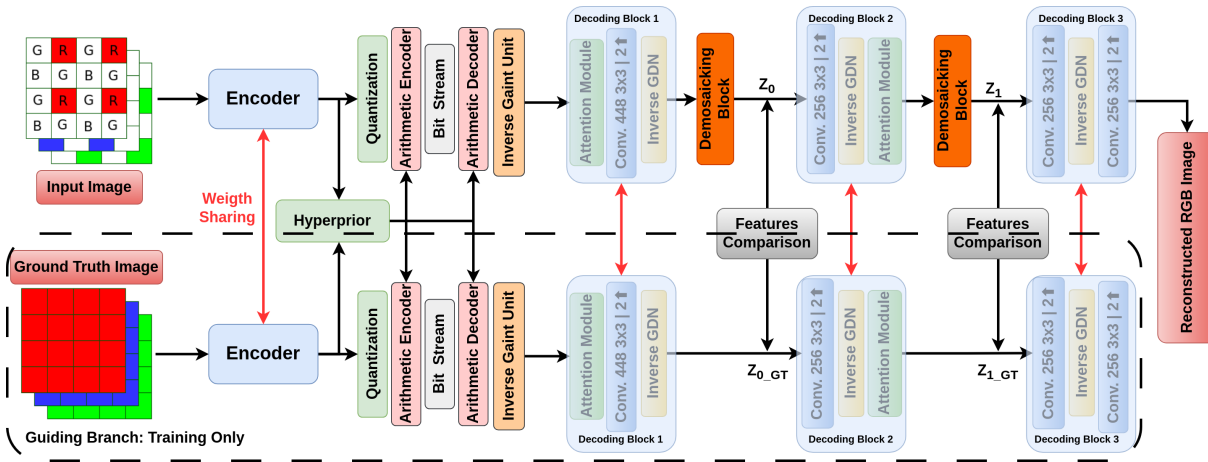 G R G R
B G B G
G R G R
B G B G
Input Image
Encoder
Weigth
Sharing
Hyperprior
Quantization
Arithmetic Encoder
Bit Stream
Arithmetic Decoder
Inverse Gaint Unit
Decoding Block 1
Attention Module
Conv. 448 3x3 | 2⬆
Inverse GDN
Demosaicking
Block
Z0
Decoding Block 2
Conv. 256 3x3 | 2⬆
Inverse GDN
Attention Module
Demosaicking
Block
Z1
Decoding Block 3
Conv. 256 3x3 | 2⬆
Inverse GDN
Conv. 256 3x3 | 2⬆
Reconstructed RGB Image
Features
Comparison
Features
Comparison
Ground Truth Image
Encoder
Quantization
Arithmetic Encoder
Bit Stream
Arithmetic Decoder
Inverse Gaint Unit
Attention Module
Conv. 448 3x3 | 2⬆
Inverse GDN
Decoding Block 1
Z0_GT
Conv. 256 3x3 | 2⬆
Inverse GDN
Attention Module
Decoding Block 2
Z1_GT
Conv. 256 3x3 | 2⬆
Inverse GDN
Conv. 256 3x3 | 2⬆
Decoding Block 3
Guiding Branch: Training Only